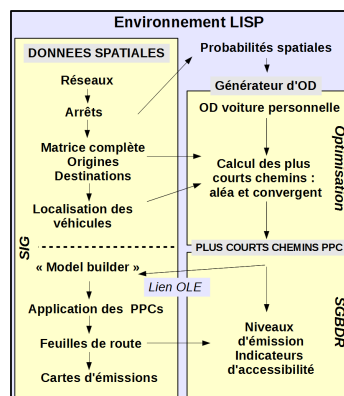 Environnement LISP
DONNEES SPATIALES
Réseaux
Arrêts
Matrice complète
Origines
Destinations
Localisation des
véhicules
SIG
« Model builder »
Application des PPCs
Feuilles de route
Cartes d'émissions
Probabilités spatiales
Générateur d'OD
OD voiture personnelle
Calcul des plus
courts chemins :
aléa et convergent
Optimisation
PLUS COURTS CHEMINS PPC
Lien OLE
Niveaux
d'émission
Indicateurs
d'accessibilité
SGBDR